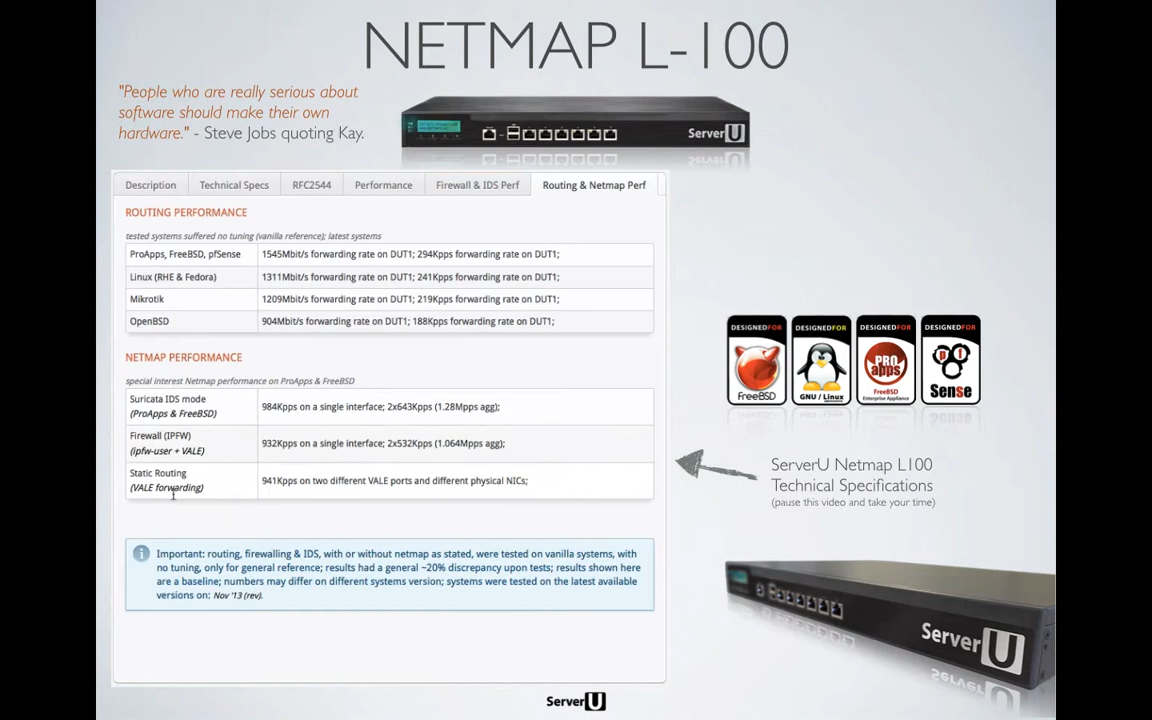 NETMAP L-100
"People who are really serious about
software should make their own
hardware." - Steve Jobs quoting Kay.
ServerU
Description
Technical Specs
RFC2544
Performance
Firewall & IDS Perf
Routing & Netmap Perf
ROUTING PERFORMANCE
tested systems suffered no tuning (vanilla reference); latest systems
ProApps, FreeBSD, pfSense 1545Mbit/s forwarding rate on DUT1; 294Kpps forwarding rate on DUT1;
Linux (RHE & Fedora) 1311Mbit/s forwarding rate on DUT1; 241Kpps forwarding rate on DUT1;
Mikrotik 1209Mbit/s forwarding rate on DUT1; 219Kpps forwarding rate on DUT1;
OpenBSD 904Mbit/s forwarding rate on DUT1; 188Kpps forwarding rate on DUT1;
NETMAP PERFORMANCE
special interest Netmap performance on ProApps & FreeBSD
Suricata IDS mode
(ProApps & FreeBSD)
984Kpps on a single interface; 2x643Kpps (1.28Mpps agg);
Firewall (IPFW)
(ipfw-user + VALE)
932Kpps on a single interface; 2x532Kpps (1.064Mpps agg);
Static Routing
(VALE forwarding)
941Kpps on two different VALE ports and different physical NICs;
Important: routing, firewalling & IDS, with or without netmap as stated, were tested on vanilla systems, with
no tuning, only for general reference; results had a general ~20% discrepancy upon tests; results shown here
are a baseline; numbers may differ on different systems version; systems were tested on the latest available
versions on: Nov '13 (rev).
DESIGNEDFOR
FreeBSD
DESIGNEDFOR
GNU / Linux
DESIGNEDFOR
PRO apps
FreeBSD
Enterprise Appliance
DESIGNEDFOR
pf
Sense
ServerU Netmap L100
Technical Specifications
(pause this video and take your time)
ServerU
ServerU